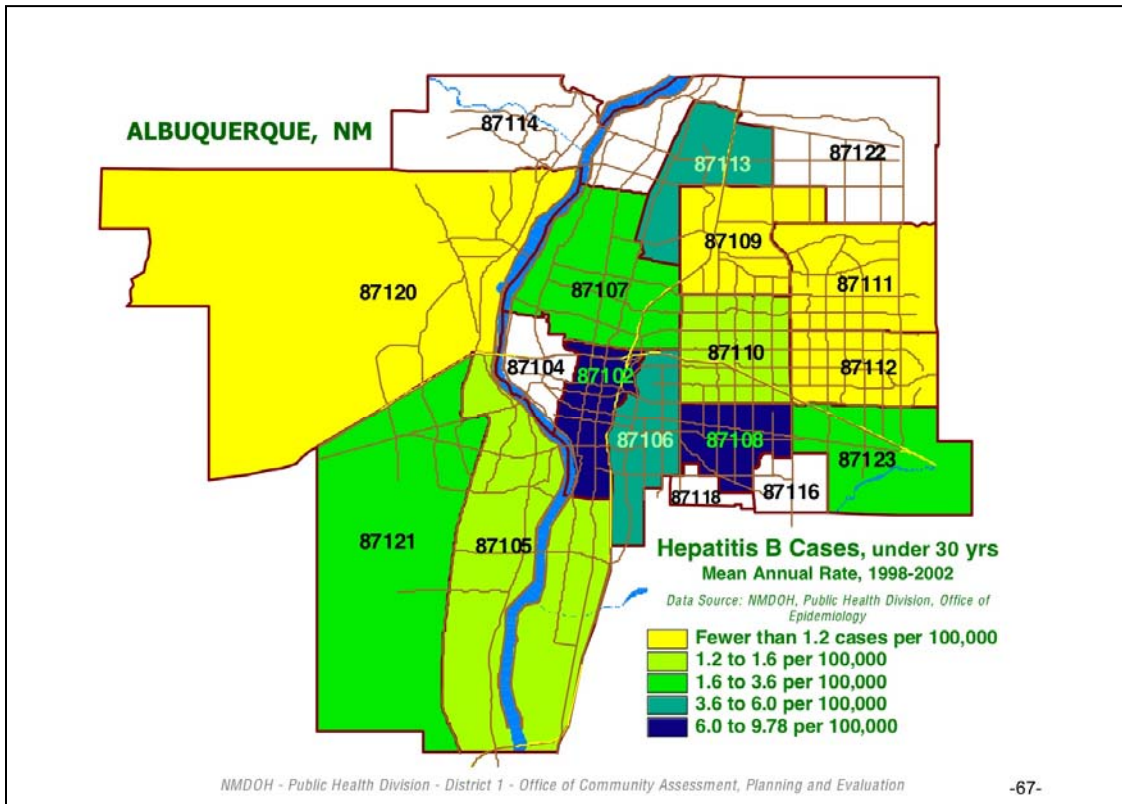 ALBUQUERQUE, NM
87114
87122
87113
87109
87111
87120
87107
87110
87104
87102
87112
87106
87108
87123
87118
87116
87121
87105
Hepatitis B Cases, under 30 yrs
Mean Annual Rate, 1998-2002
Data Source: NMDOH, Public Health Division, Office of
Epidemiology
Fewer than 1.2 cases per 100,000
1.2 to 1.6 per 100,000
1.6 to 3.6 per 100,000
3.6 to 6.0 per 100,000
6.0 to 9.78 per 100,000
NMDOH - Public Health Division - District 1 - Office of Community Assessment, Planning and Evaluation
-67-